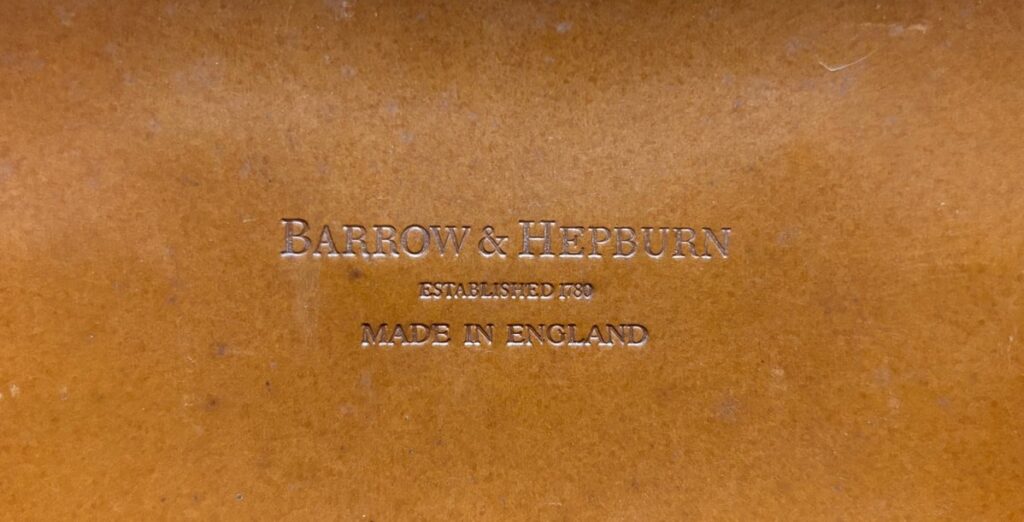 BARROW & HEPBURN
ESTABLISHED 1780
MADE IN ENGLAND